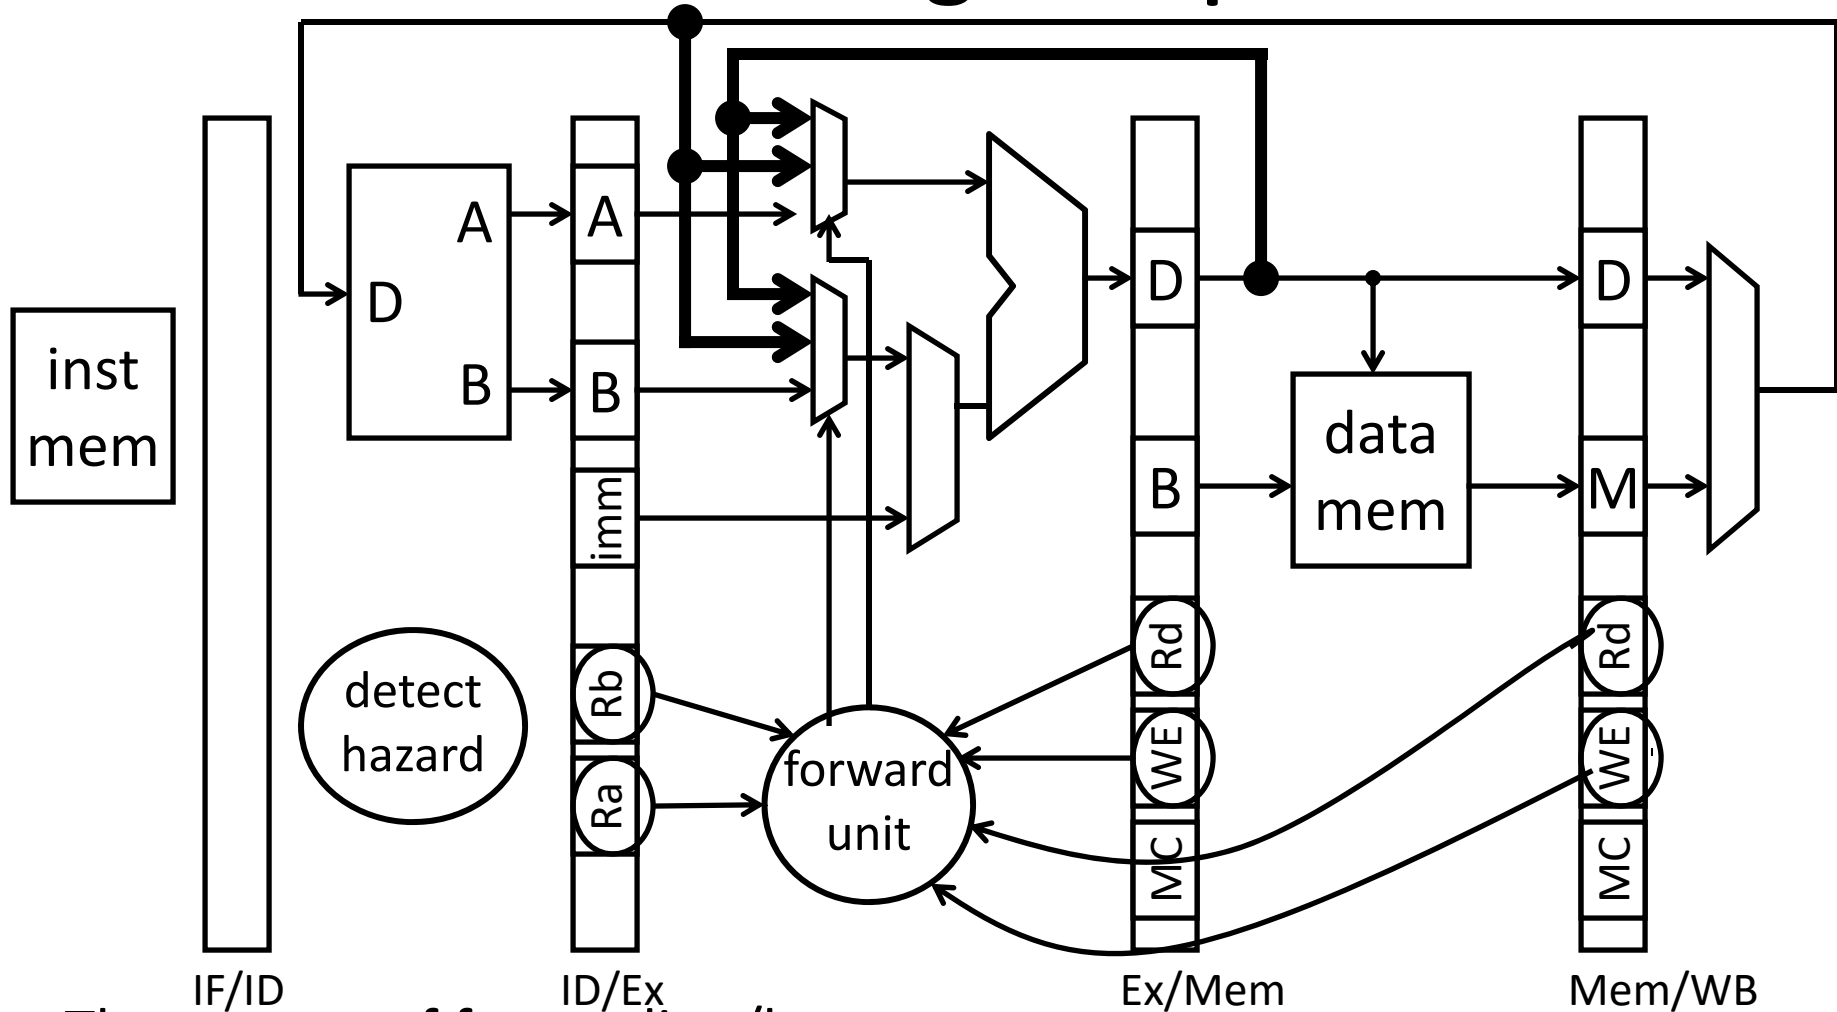 A
A
D
D
D
inst
mem
B
B
data
mem
B
M
imm
detect
hazard
Rb
Rd
Rd
forward
unit
WE
WE
Ra
MC
MC
IF/ID
ID/Ex
Ex/Mem
Mem/WB